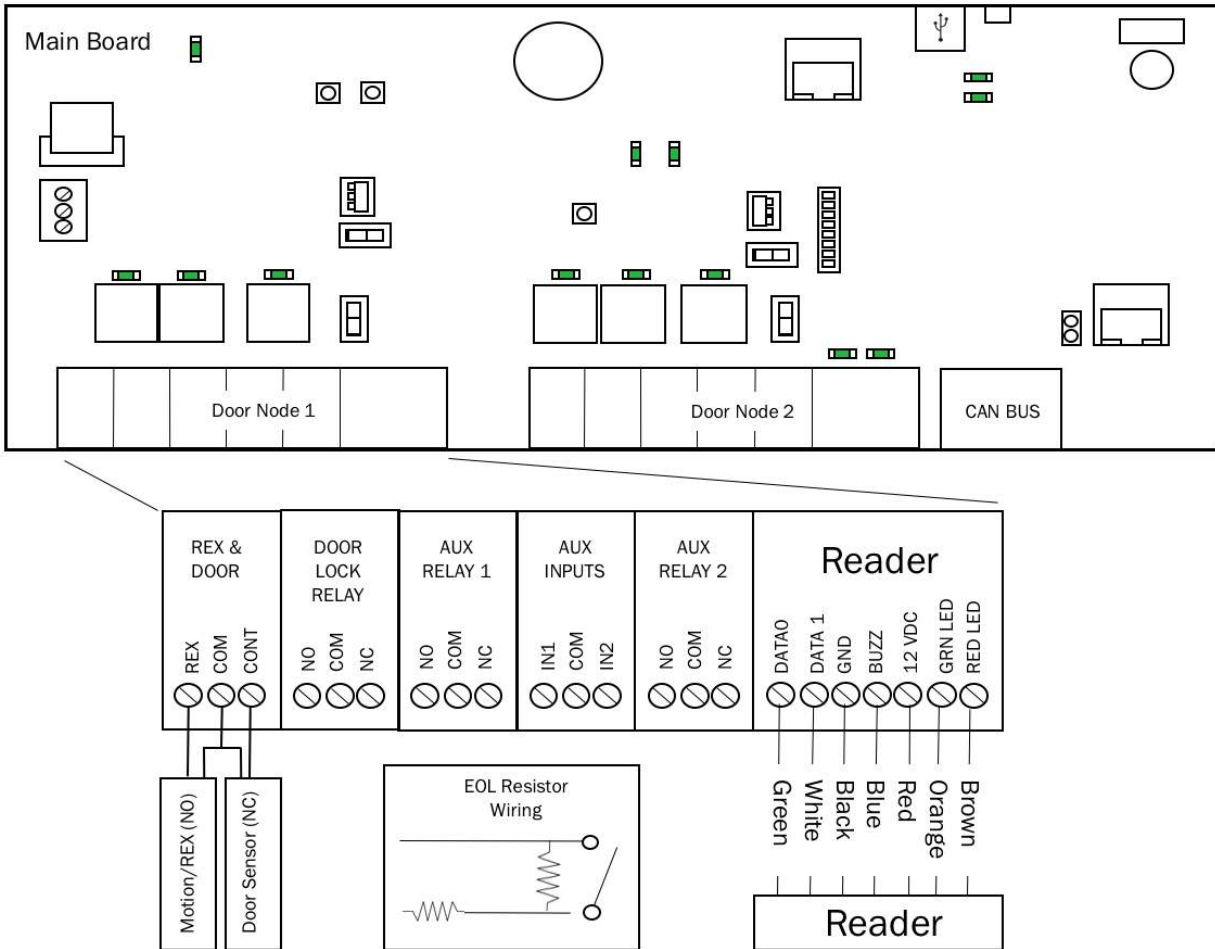 Main Board
Door Node 1
Door Node 2
CAN BUS
REX &
DOOR
REX
COM
CONT
DOOR
LOCK
RELAY
NO
COM
NC
AUX
RELAY 1
NO
COM
NC
AUX
INPUTS
IN1
COM
IN2
AUX
RELAY 2
NO
COM
NC
Reader
DATA0
DATA 1
GND
BUZZ
12 VDC
GRN LED
RED LED
Motion/REX (NO)
Door Sensor (NC)
EOL Resistor
Wiring
Green
White
Black
Blue
Red
Orange
Brown
Reader